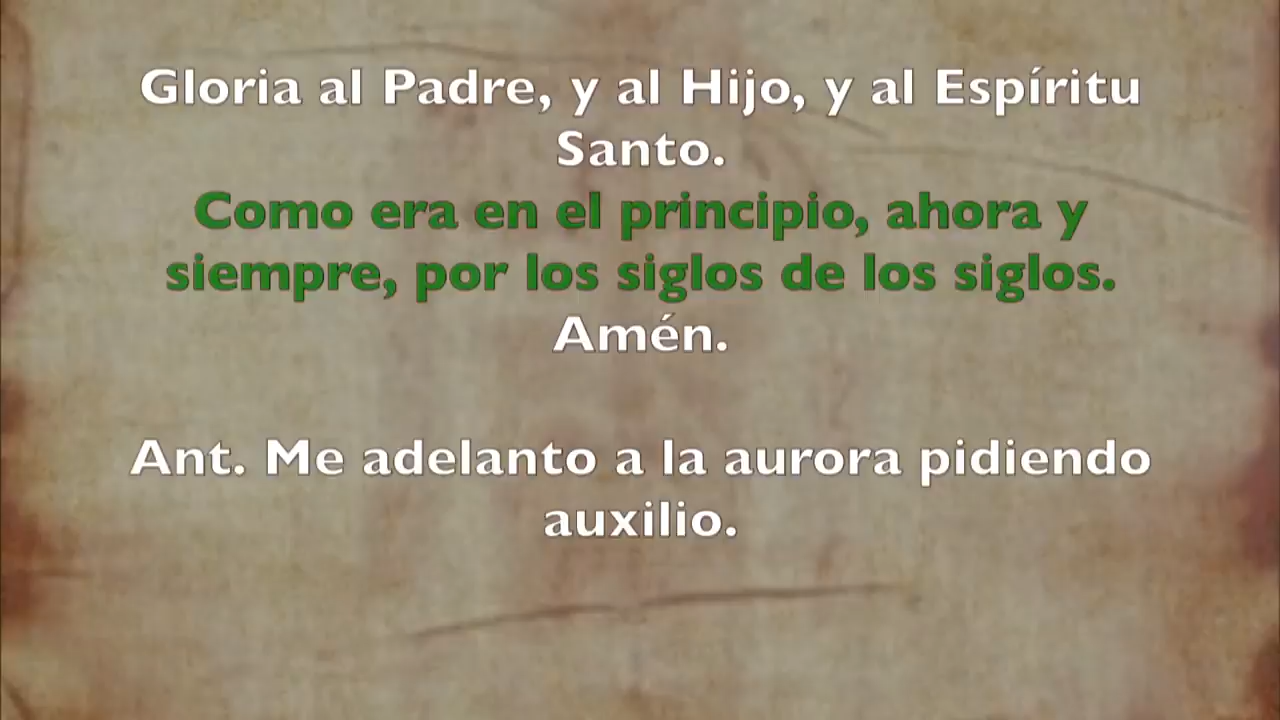 Gloria al Padre, y al Hijo, y al Espíritu
Santo.
Como era en el principio, ahora y
siempre, por los siglos de los siglos.
Amén.
Ant. Me adelanto a la aurora pidiendo
auxilio.